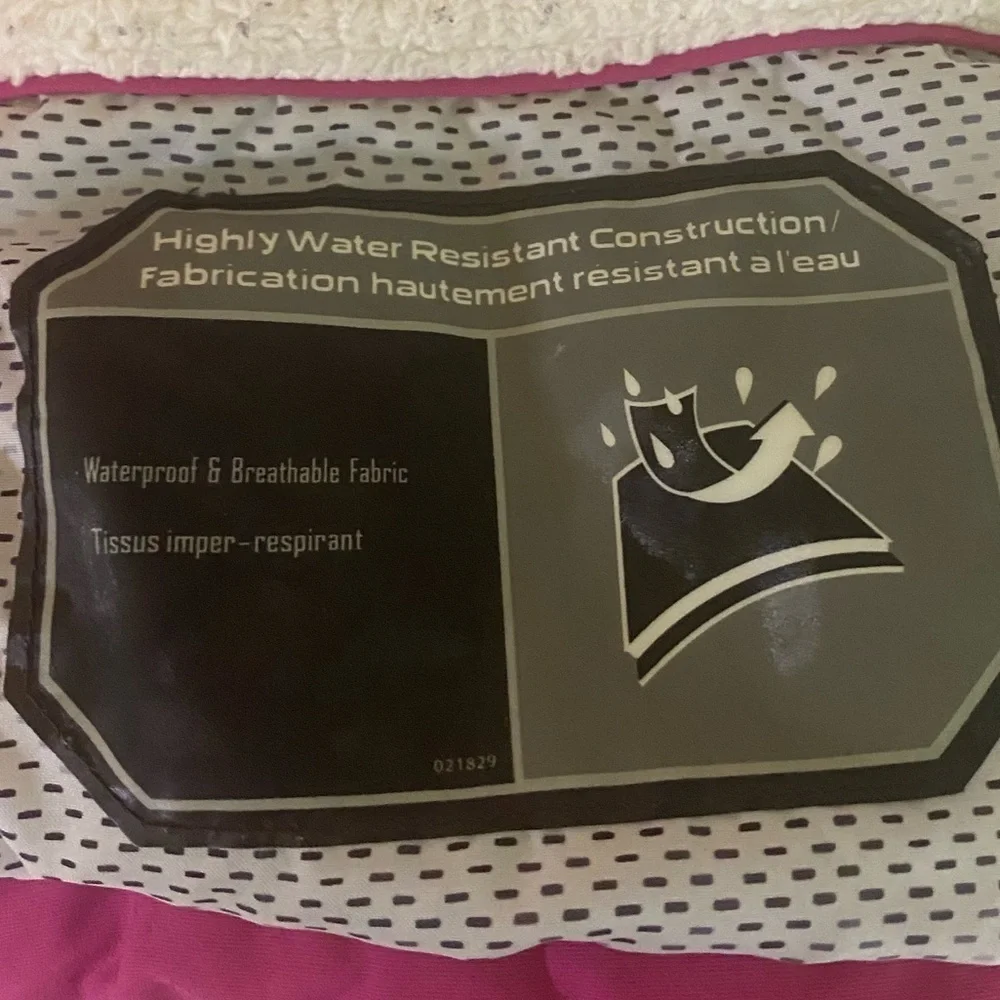 Highly Water Resistant Construction/
Fabrication hautement résistant à l'eau
Waterproof & Breathable Fabric
Tissus imper-respirant
021829